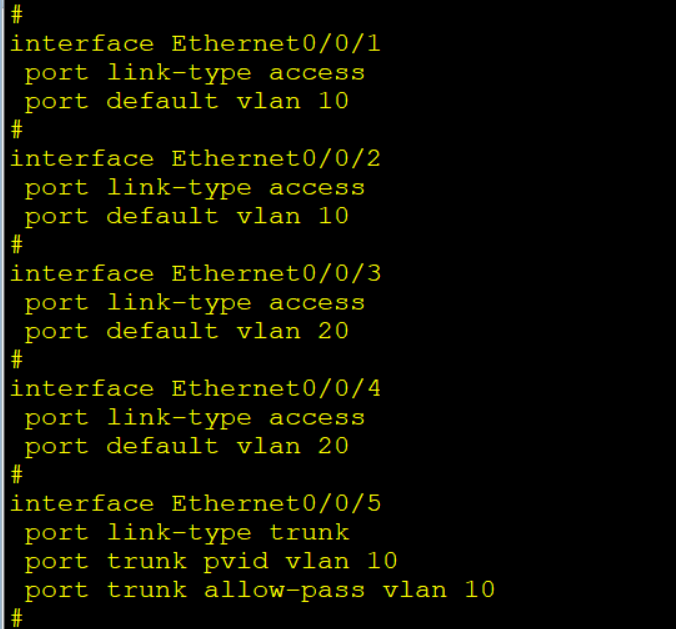 #
interface Ethernet0/0/1
port link-type access
port default vlan 10
#
interface Ethernet0/0/2
port link-type access
port default vlan 10
#
interface Ethernet0/0/3
port link-type access
port default vlan 20
#
interface Ethernet0/0/4
port link-type access
port default vlan 20
#
interface Ethernet0/0/5
port link-type trunk
port trunk pvid vlan 10
port trunk allow-pass vlan 10
#